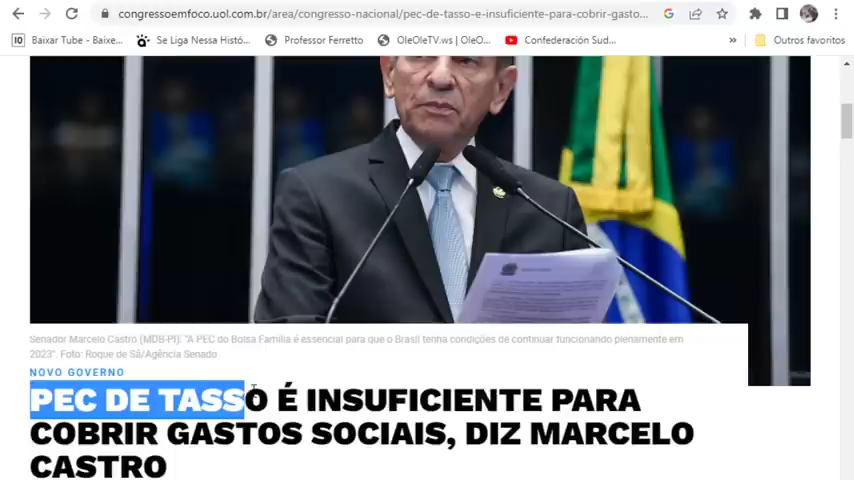 congressoemfoco.uol.com.br/area/congresso-nacional/pec-de-tasso-e-insuficiente-para-cobrir-gasto...
Baixar Tube - Baixe... Se Liga Nessa Histó... Professor Ferretto OleOleTV.ws | OleO... Confederación Sud... » Outros favoritos
Senador Marcelo Castro (MDB-PI): "A PEC do Bolsa Família é essencial para que o Brasil tenha condições de continuar funcionando plenamente em
2023". Foto: Roque de Sá/Agência Senado
NOVO GOVERNO
PEC DE TASSO É INSUFICIENTE PARA
COBRIR GASTOS SOCIAIS, DIZ MARCELO
CASTRO